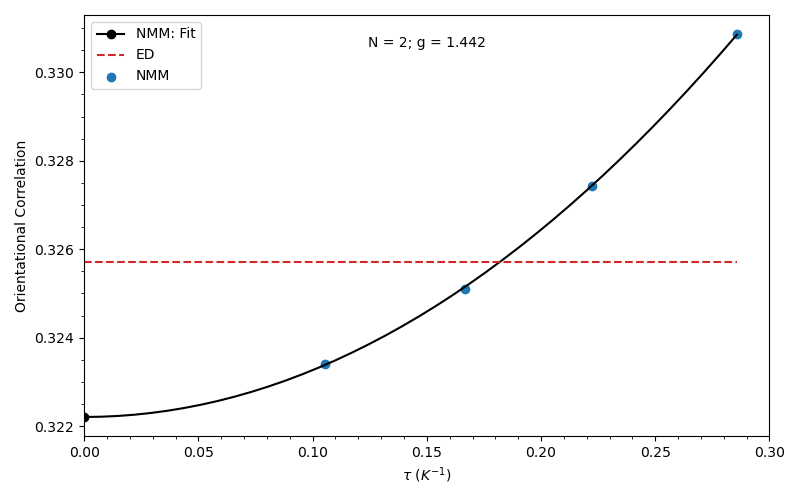 NMM: Fit
ED
NMM
N = 2; g = 1.442
Orientational Correlation
0.330
0.328
0.326
0.324
0.322
0.00 0.05 0.10 0.15 0.20 0.25 0.30
τ (K⁻¹)